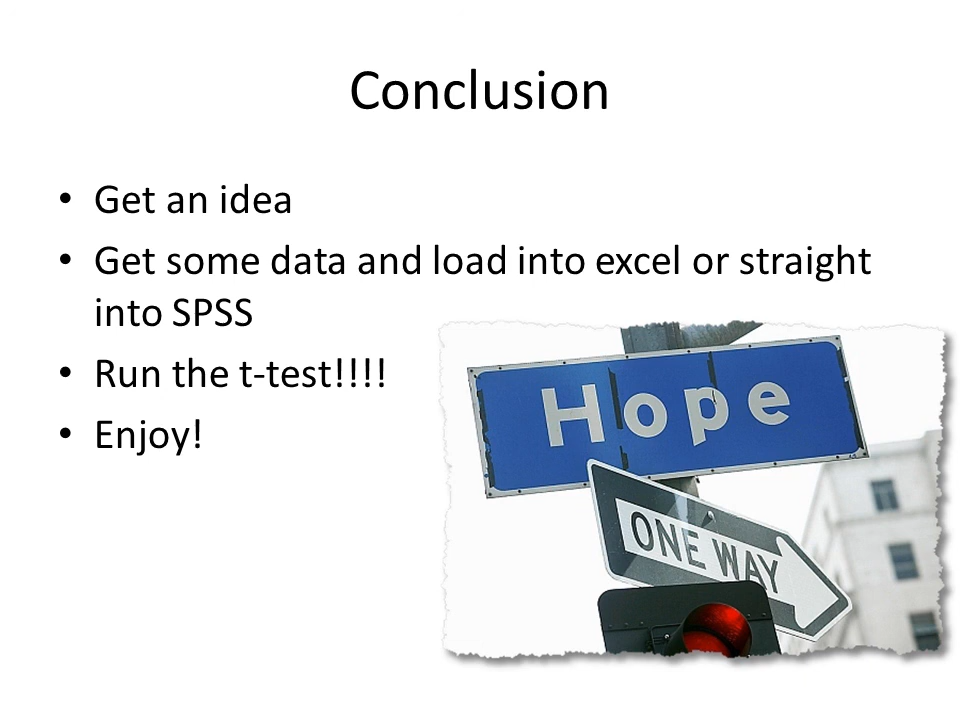 Conclusion
• Get an idea
• Get some data and load into excel or straight
into SPSS
• Run the t-test!!!!
• Enjoy!
Hope
ONE WAY